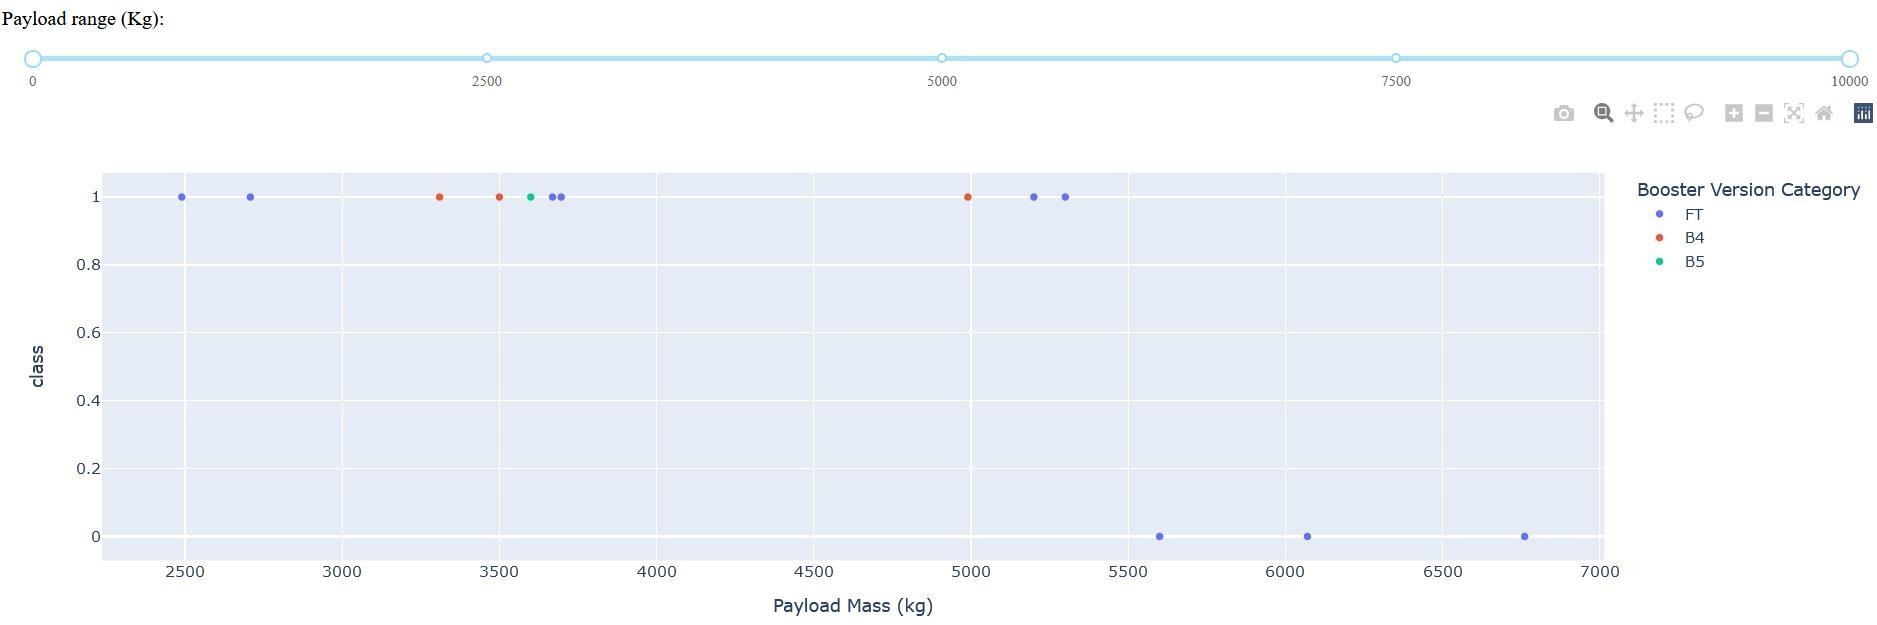 Payload range (Kg):
0 2500 5000 7500 10000
Booster Version Category
FT
B4
B5
1
0.8
0.6
0.4
0.2
0
class
2500 3000 3500 4000 4500 5000 5500 6000 6500 7000
Payload Mass (kg)